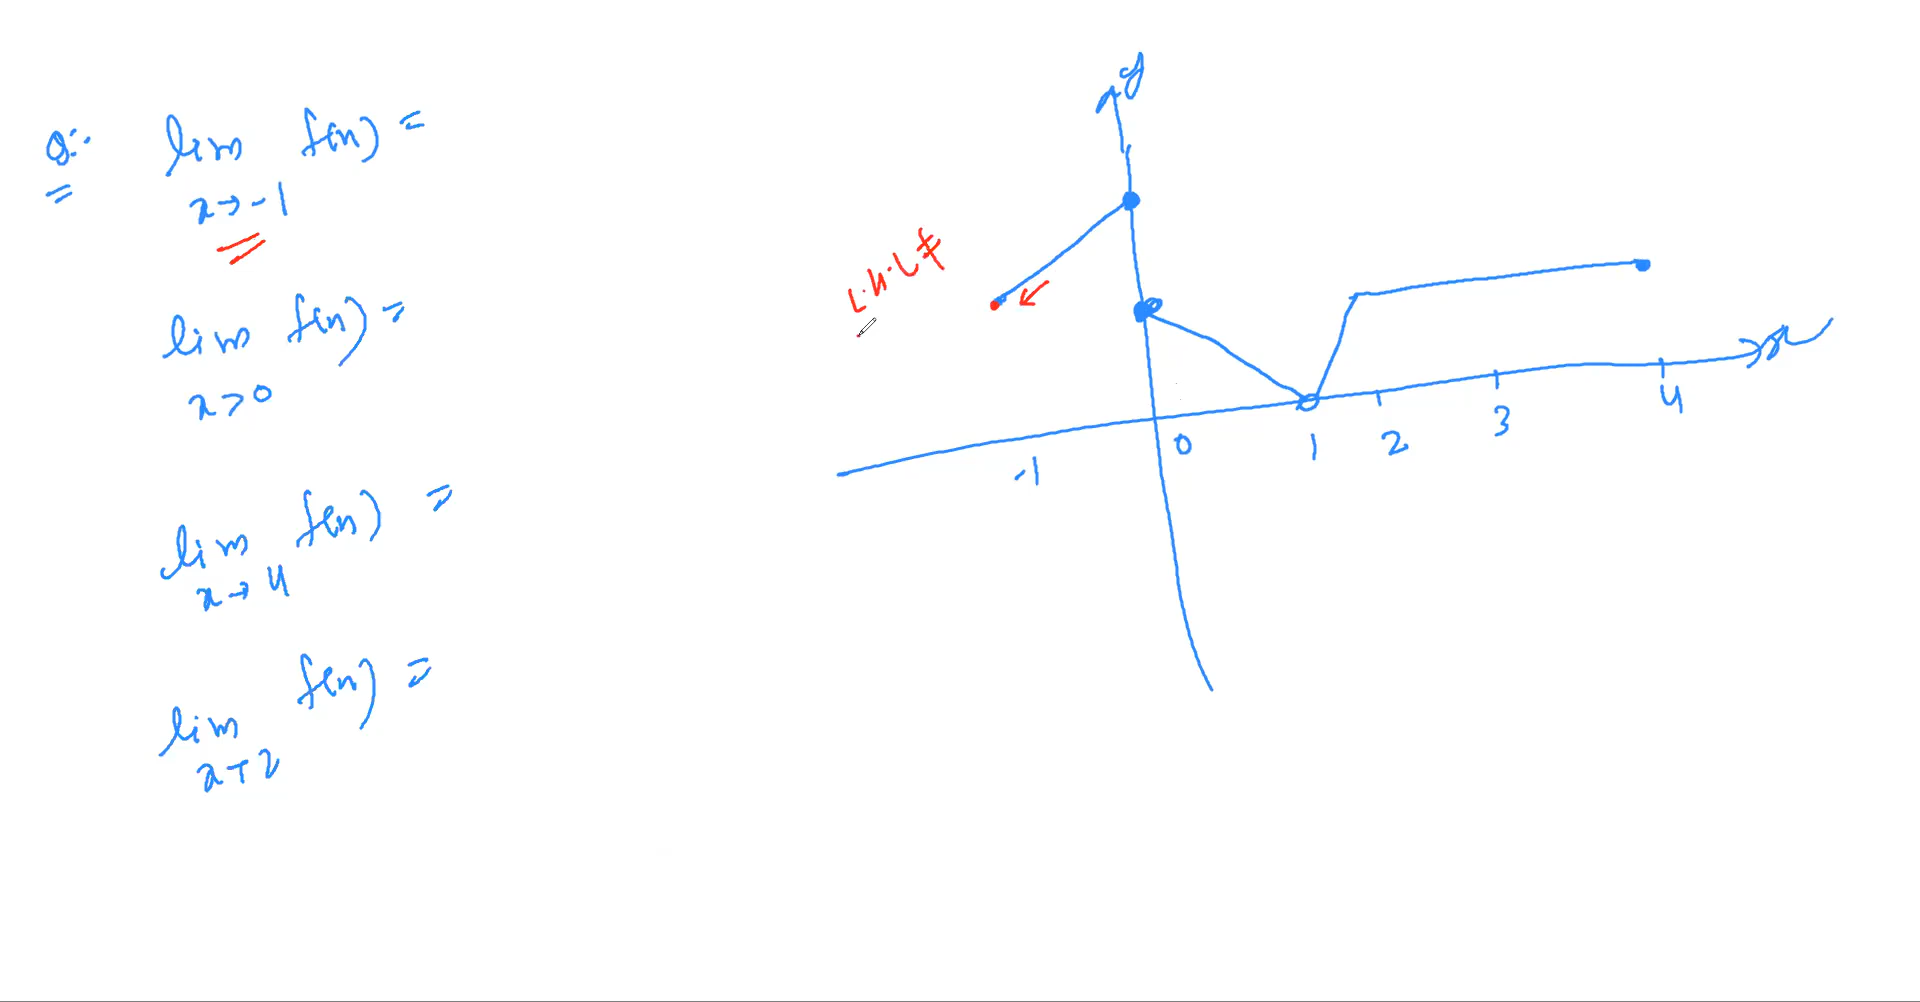 Q:-
lim f(n) =
x→-1
lim f(n) =
x→0
lim f(n) =
x→4
lim f(n) =
x→2
y
L.H.L ≠
x
-1 0 1 2 3 4